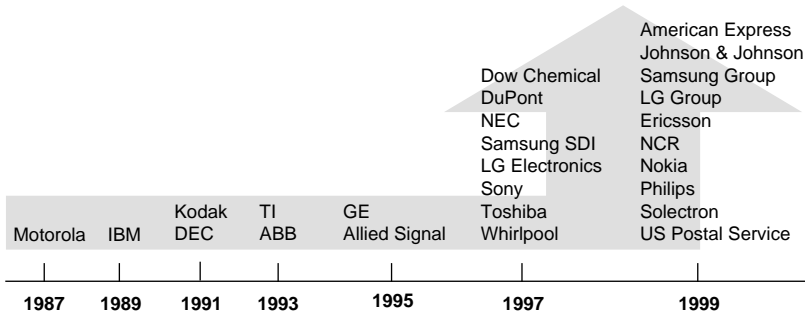 American Express
Johnson & Johnson
Dow Chemical
Samsung Group
DuPont
LG Group
NEC
Ericsson
Samsung SDI
NCR
LG Electronics
Nokia
Sony
Philips
Kodak
TI
GE
Toshiba
Solectron
Motorola
IBM
DEC
ABB
Allied Signal
Whirlpool
US Postal Service
1987
1989
1991
1993
1995
1997
1999